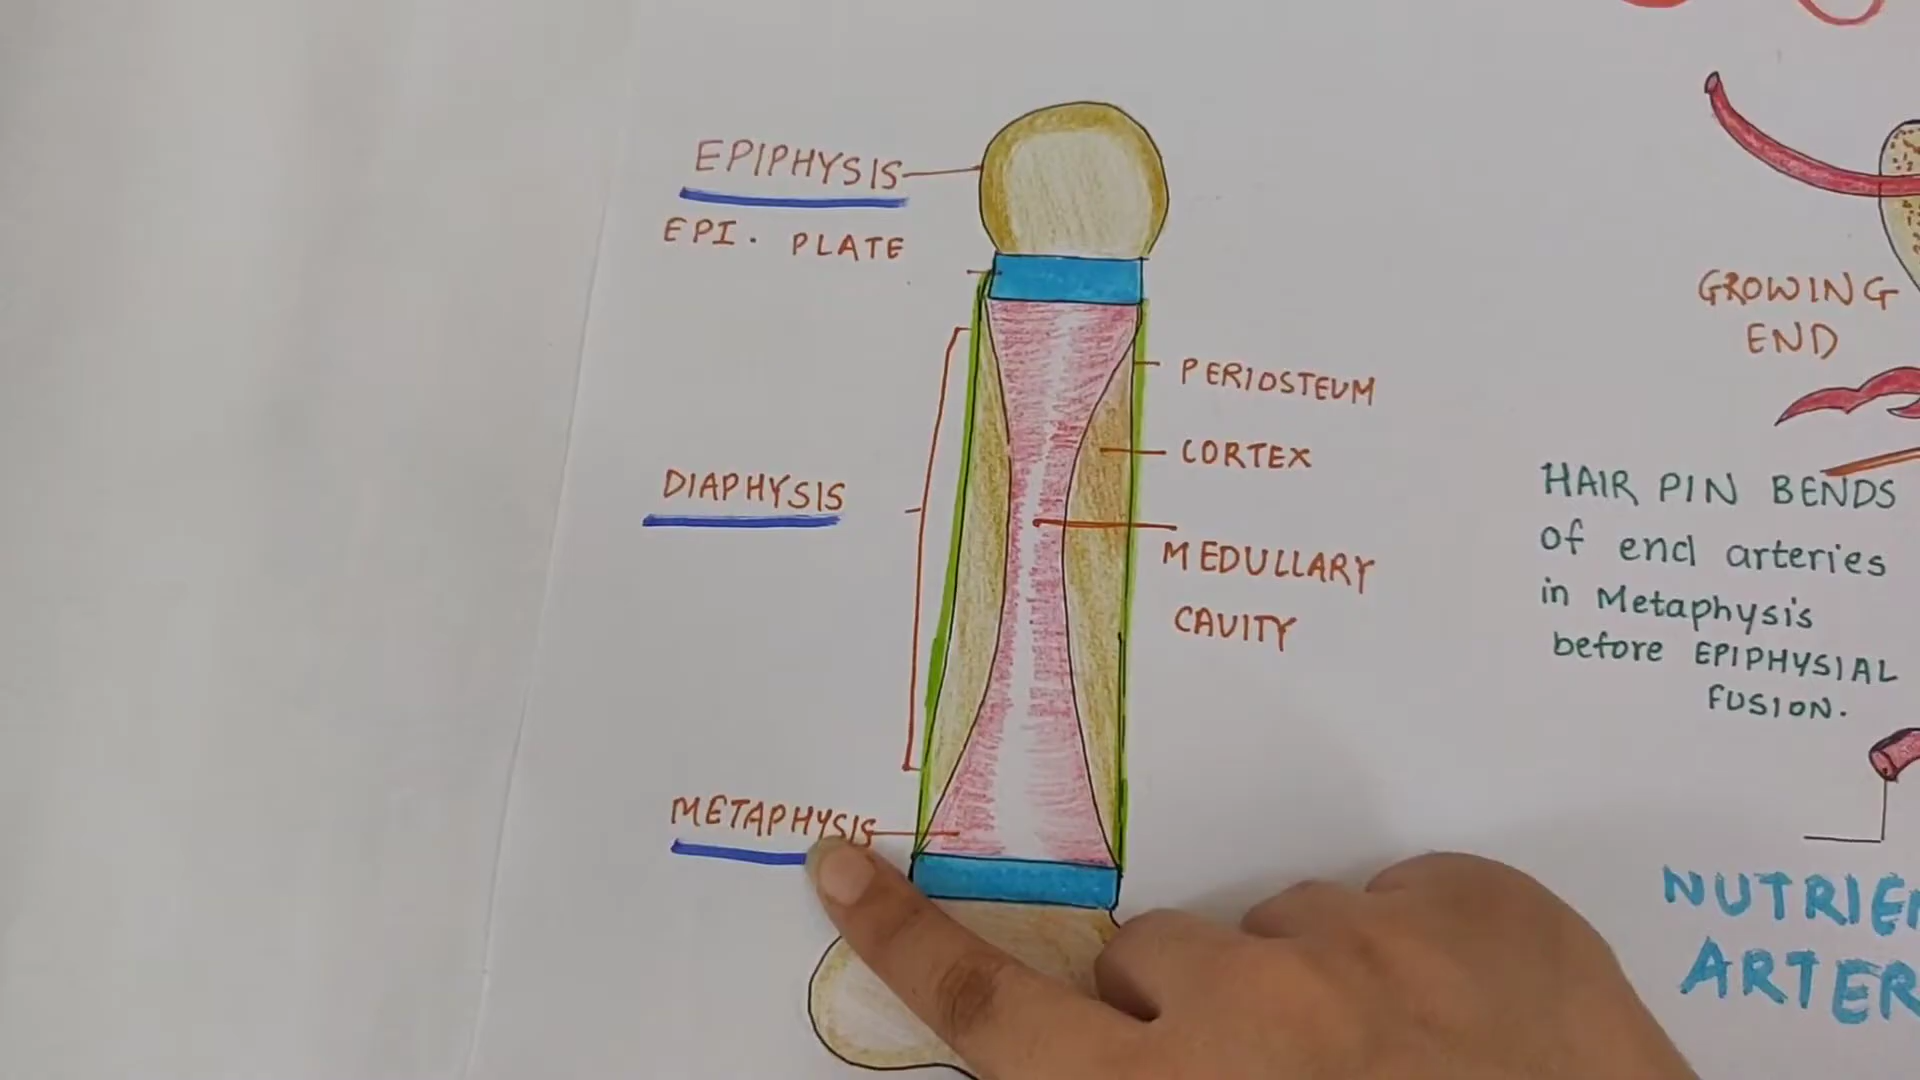 EPIPHYSIS
EPI. PLATE
DIAPHYSIS
METAPHYSIS
PERIOSTEUM
CORTEX
MEDULLARY
CAVITY
GROWING
END
HAIR PIN BENDS
of end arteries
in Metaphysis
before EPIPHYSIAL
FUSION.
NUTRIEN
ARTER